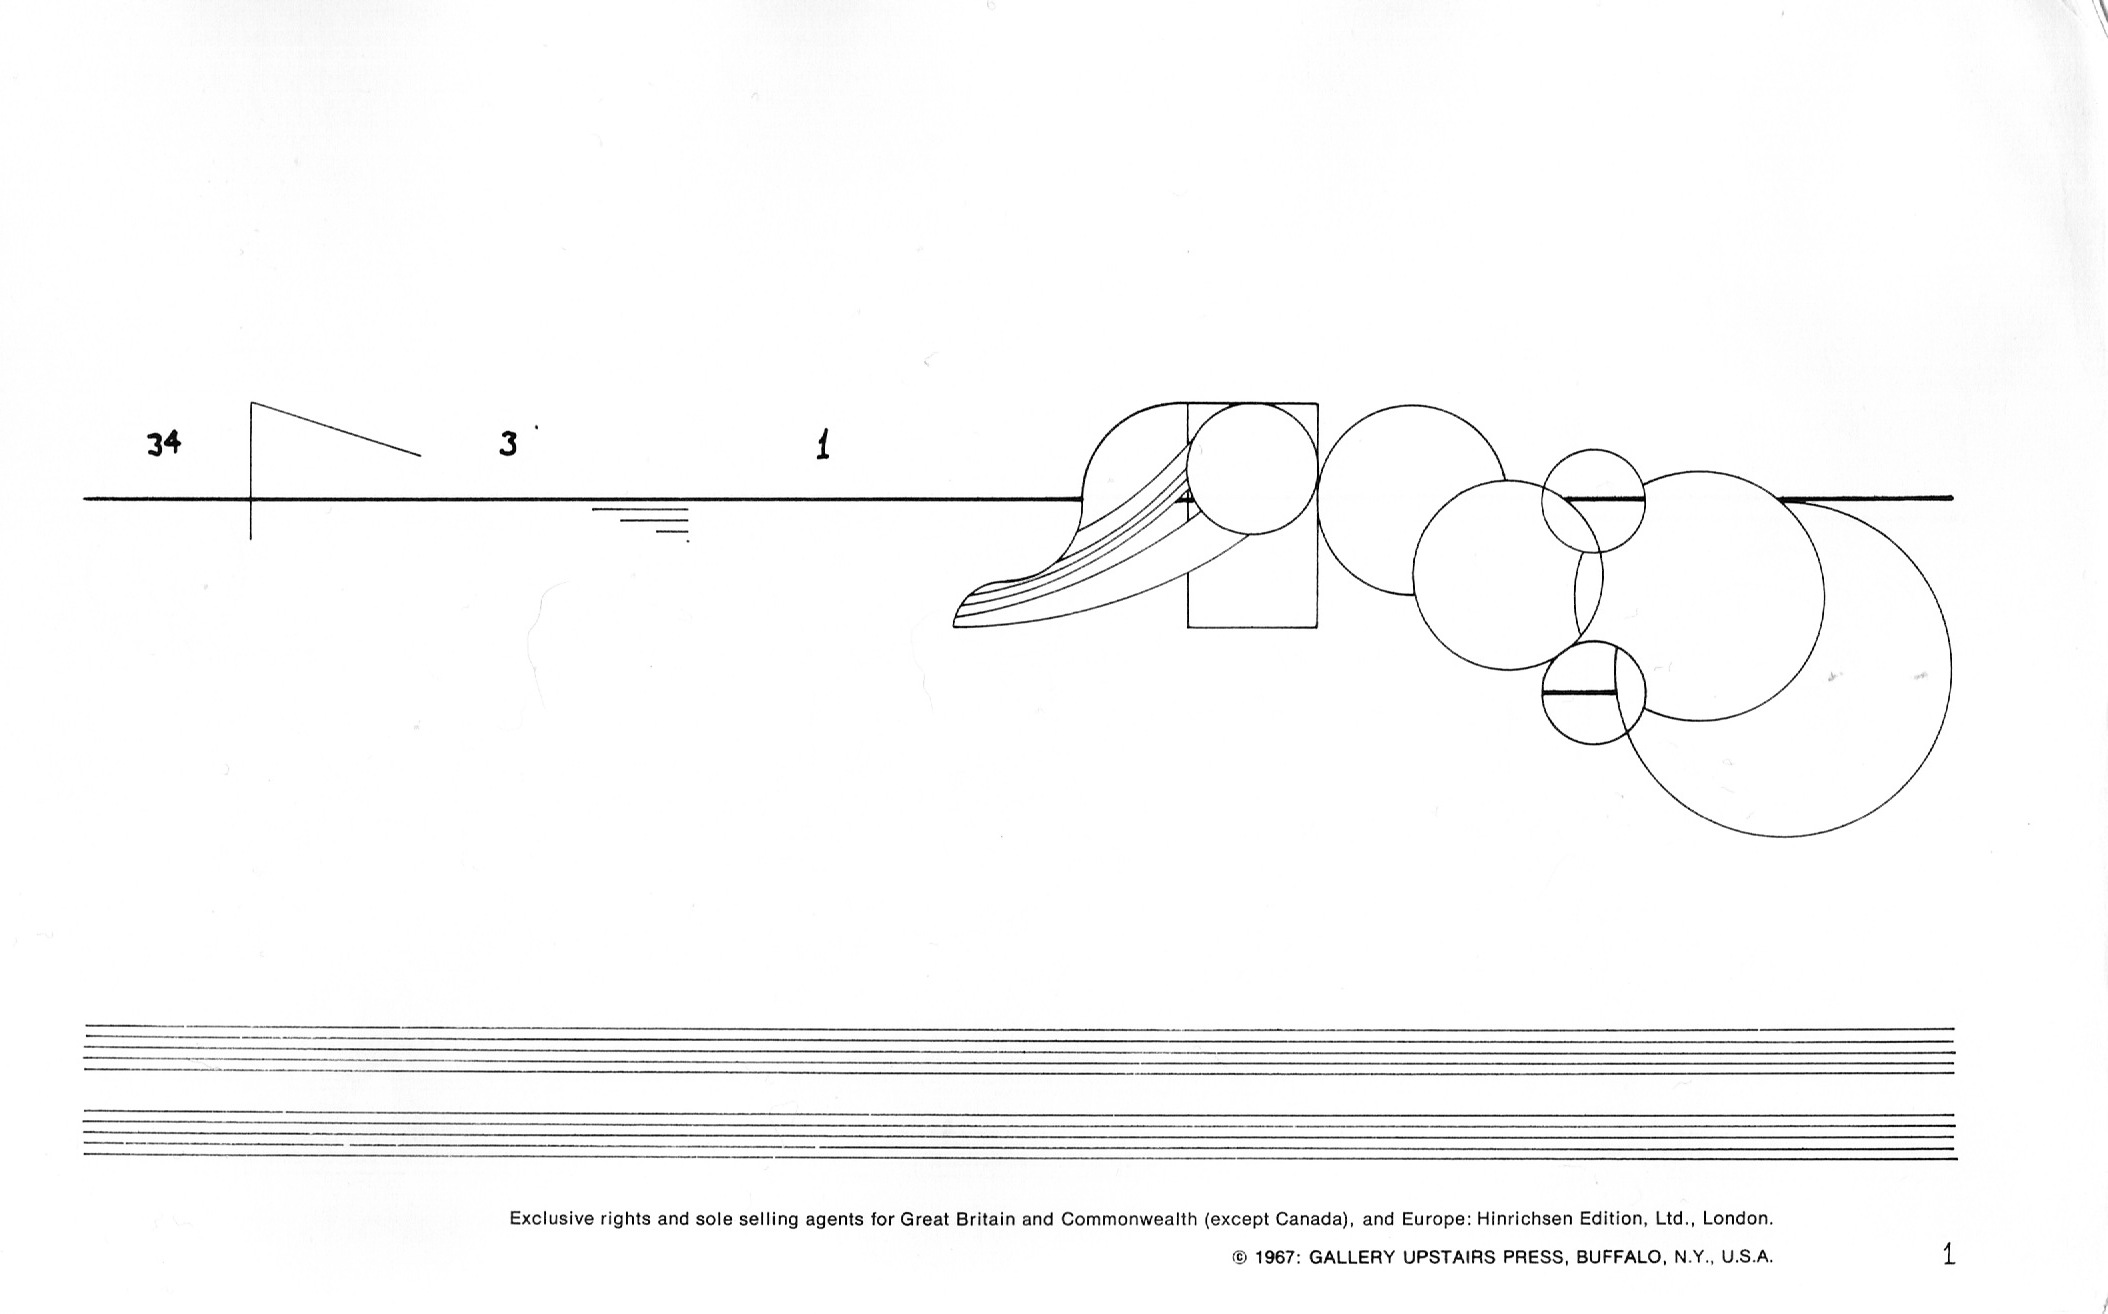 34 3 1
Exclusive rights and sole selling agents for Great Britain and Commonwealth (except Canada), and Europe: Hinrichsen Edition, Ltd., London.
© 1967: GALLERY UPSTAIRS PRESS, BUFFALO, N.Y., U.S.A.
1